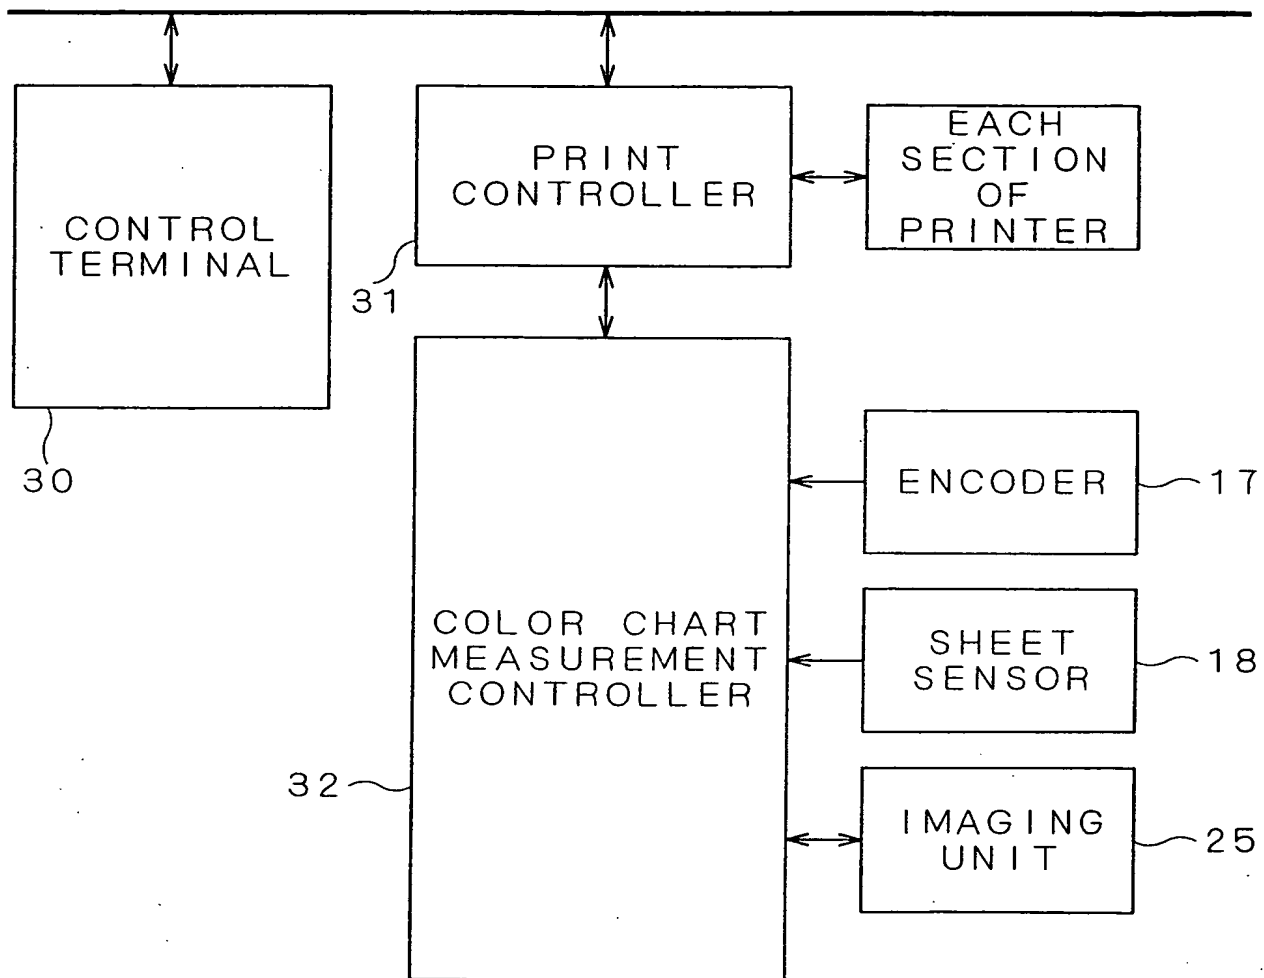 CONTROL
TERMINAL
30
PRINT
CONTROLLER
31
EACH
SECTION
OF
PRINTER
COLOR CHART
MEASUREMENT
CONTROLLER
32
ENCODER
17
SHEET
SENSOR
18
IMAGING
UNIT
25